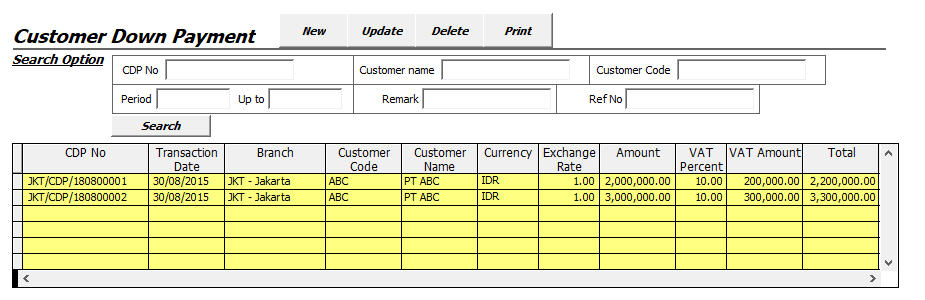 Customer Down Payment New Update Delete Print
Search Option
CDP No Customer name Customer Code
Period Up to Remark Ref No
Search
CDP No Transaction Date Branch Customer Code Customer Name Currency Exchange Rate Amount VAT Percent VAT Amount Total
JKT/CDP/180800001 30/08/2015 JKT - Jakarta ABC PT ABC IDR 1.00 2,000,000.00 10.00 200,000.00 2,200,000.00
JKT/CDP/180800002 30/08/2015 JKT - Jakarta ABC PT ABC IDR 1.00 3,000,000.00 10.00 300,000.00 3,300,000.00